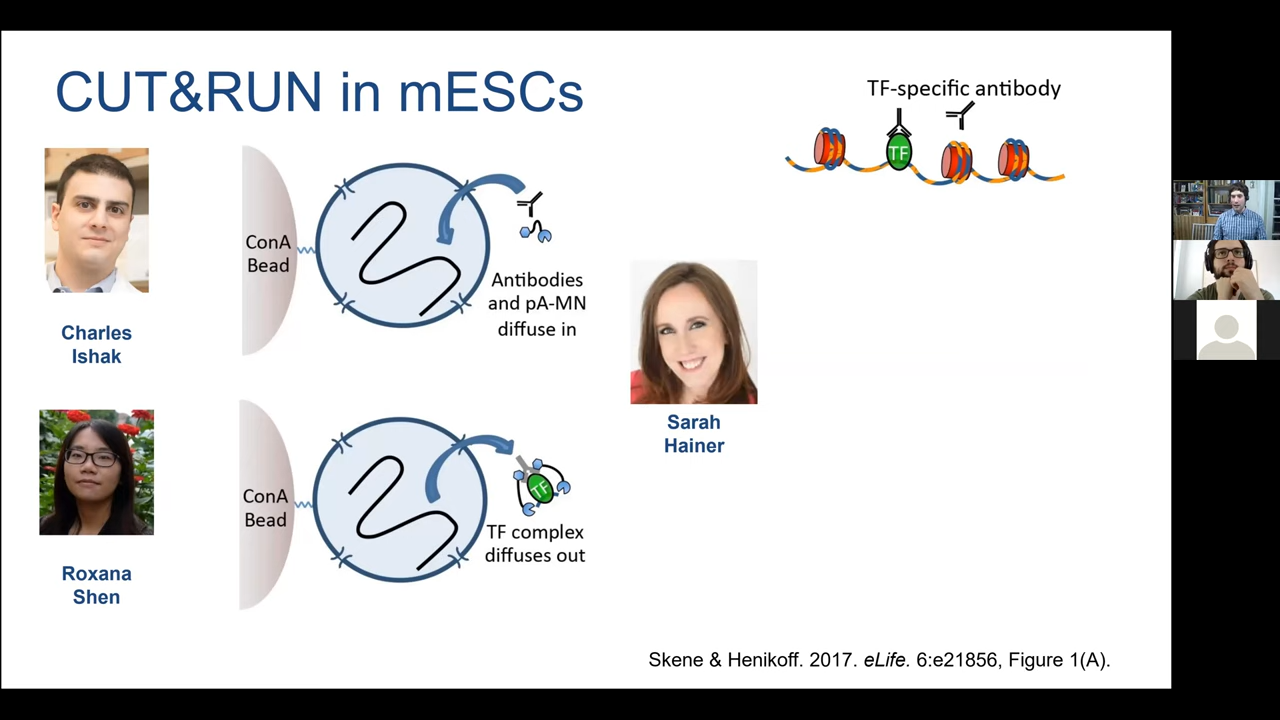 CUT&RUN in mESCs
TF-specific antibody
TF
ConA
Bead
Antibodies
and pA-MN
diffuse in
Charles
Ishak
Sarah
Hainer
ConA
Bead
TF
TF complex
diffuses out
Roxana
Shen
Skene & Henikoff. 2017. eLife. 6:e21856, Figure 1(A).